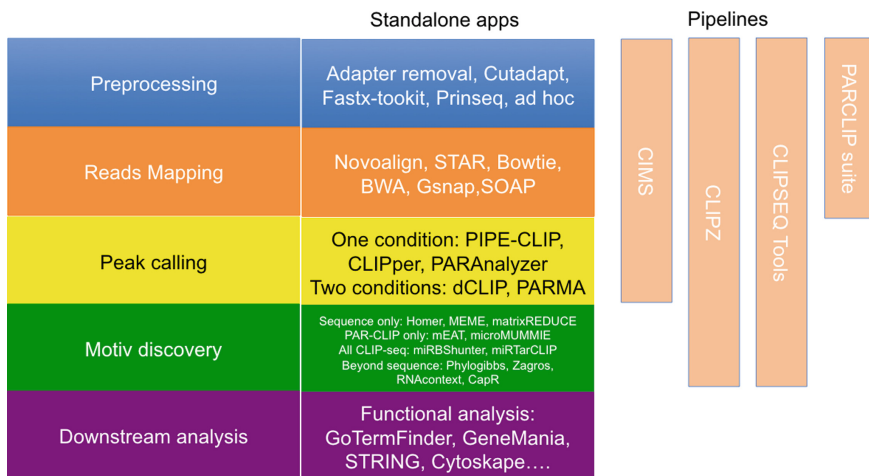 Standalone apps
Pipelines
Preprocessing
Adapter removal, Cutadapt,
Fastx-tookit, Prinseq, ad hoc
Reads Mapping
Novoalign, STAR, Bowtie,
BWA, Gsnap,SOAP
Peak calling
One condition: PIPE-CLIP,
CLIPper, PARAnalyzer
Two conditions: dCLIP, PARMA
Motiv discovery
Sequence only: Homer, MEME, matrixREDUCE
PAR-CLIP only: mEAT, microMUMMIE
All CLIP-seq: miRBShunter, miRTarCLIP
Beyond sequence: Phylogibbs, Zagros,
RNAcontext, CapR
Downstream analysis
Functional analysis:
GoTermFinder, GeneMania,
STRING, Cytoskape....
CIMS
CLIPZ
CLIPSEQ Tools
PARCLIP suite